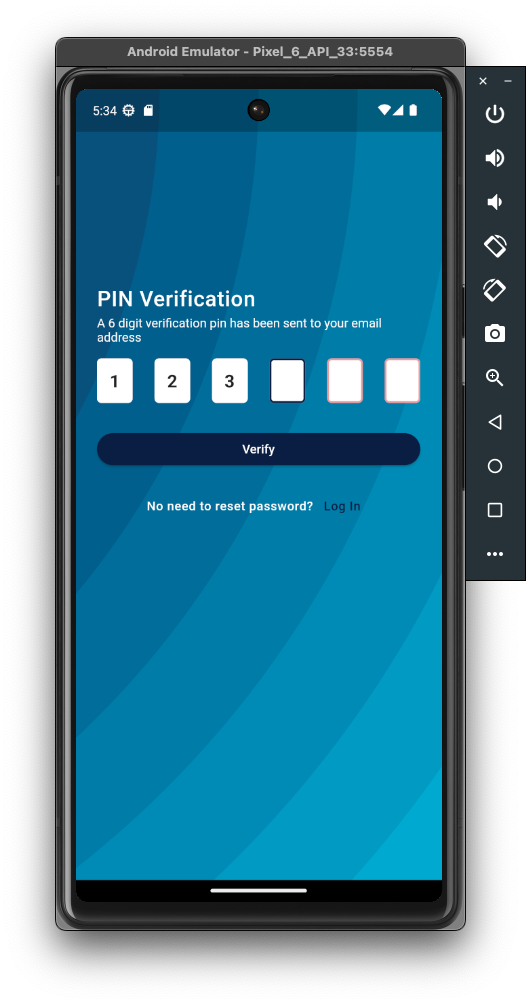 Android Emulator - Pixel_6_API_33:5554
5:34
PIN Verification
A 6 digit verification pin has been sent to your email
address
1 2 3
Verify
No need to reset password? Log In